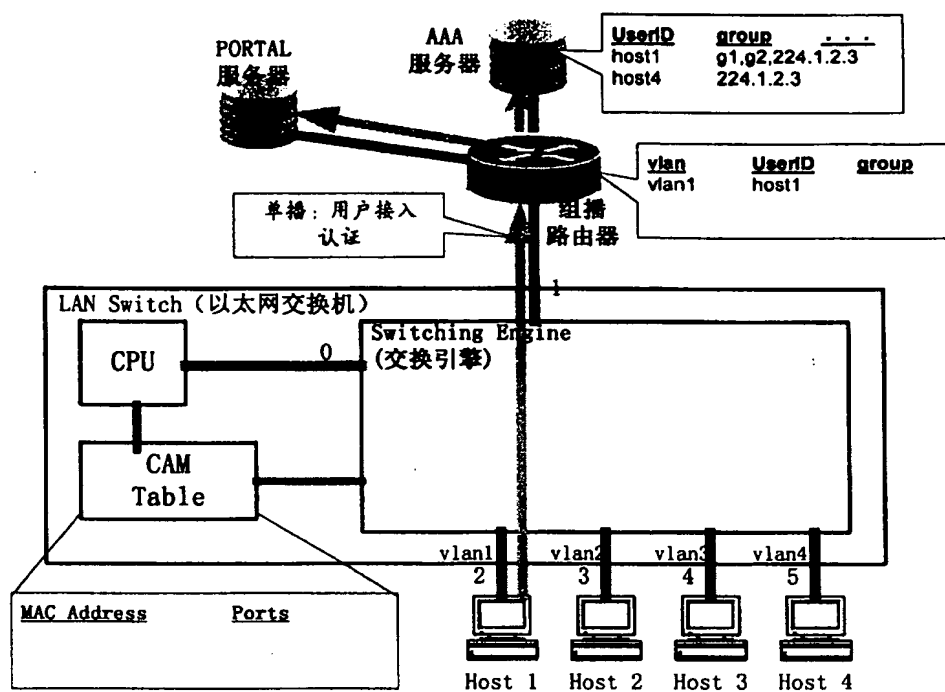 PORTAL
服务器
AAA
服务器
UserID group . . .
host1 g1,g2,224.1.2.3
host4 224.1.2.3
vlan UserID group
vlan1 host1
单播：用户接入
认证
组播
路由器
1
LAN Switch（以太网交换机）
CPU
0
Switching Engine
(交换引擎)
CAM
Table
vlan1
2
vlan2
3
vlan3
4
vlan4
5
MAC Address Ports
Host 1
Host 2
Host 3
Host 4